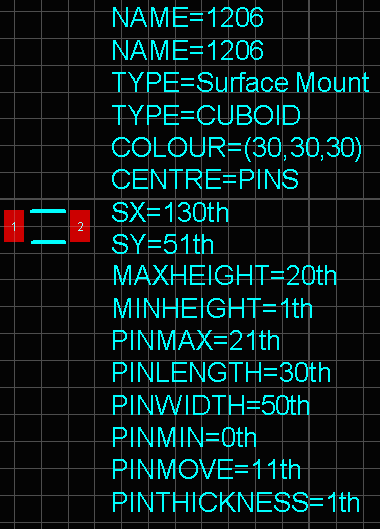 NAME=1206
NAME=1206
TYPE=Surface Mount
TYPE=CUBOID
COLOUR=(30,30,30)
CENTRE=PINS
SX=130th
1 2
SY=51th
MAXHEIGHT=20th
MINHEIGHT=1th
PINMAX=21th
PINLENGTH=30th
PINWIDTH=50th
PINMIN=0th
PINMOVE=11th
PINTHICKNESS=1th